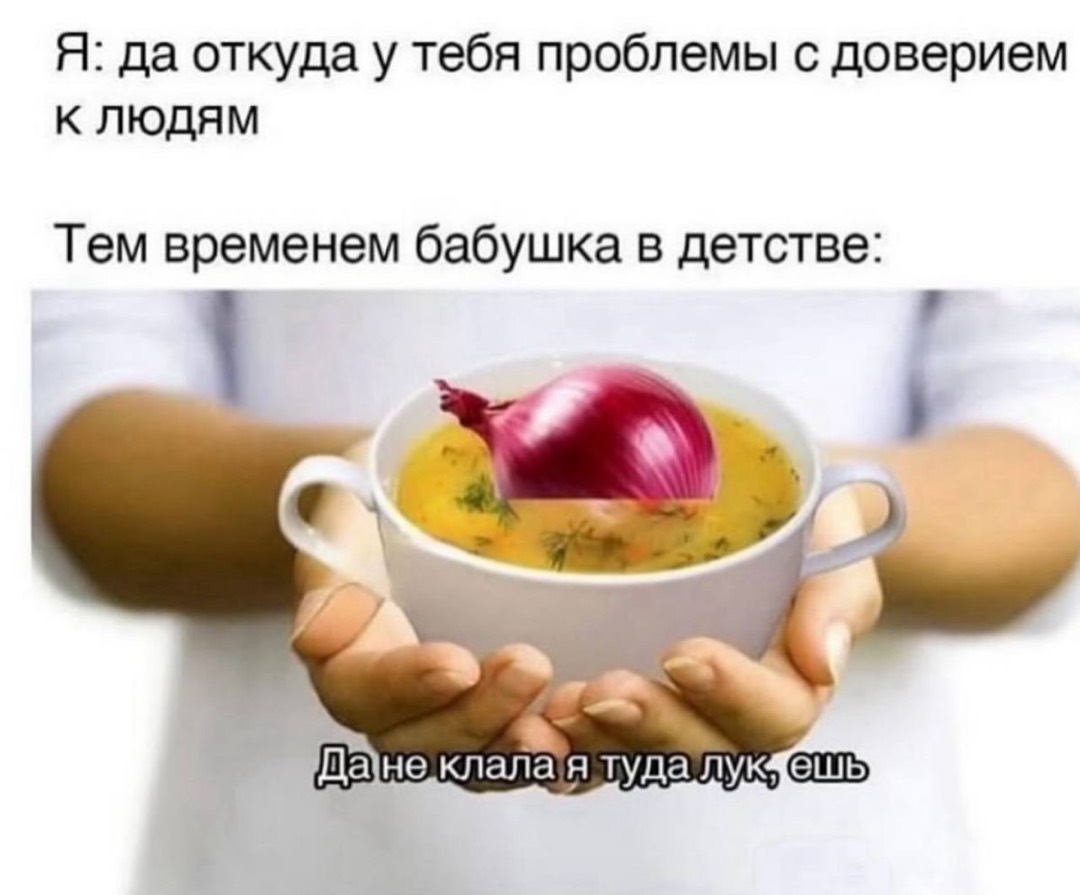 Я: да откуда у тебя проблемы с доверием
к людям
Тем временем бабушка в детстве:
Да не клала я туда лук, ешь